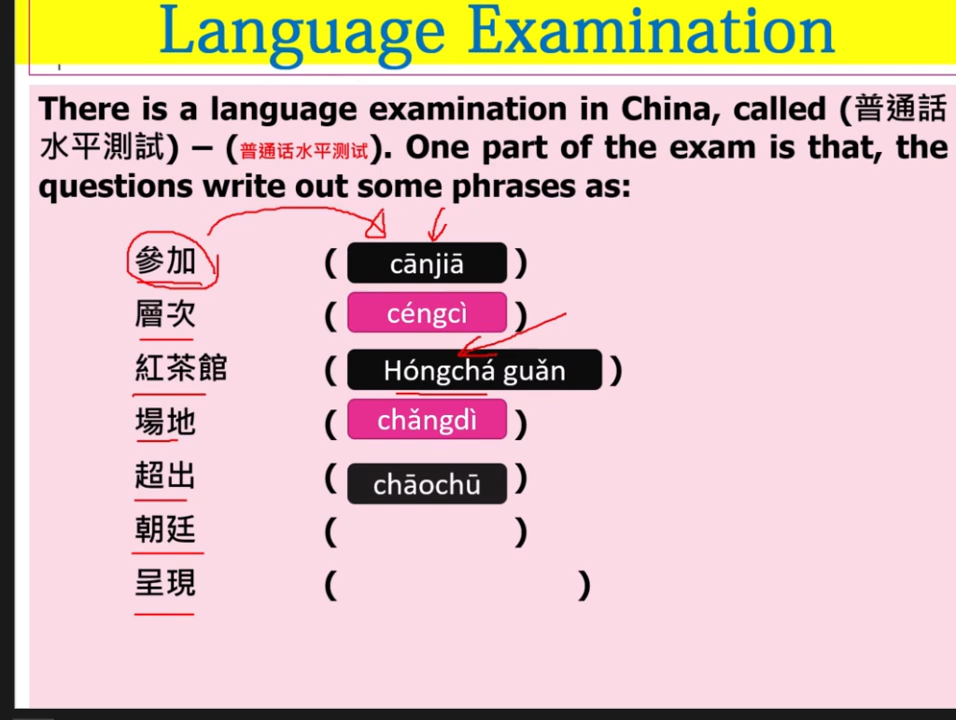 Language Examination
There is a language examination in China, called (普通話
水平測試) – (普通话水平测试). One part of the exam is that, the
questions write out some phrases as:
參加 ( cānjiā )
層次 ( céngcì )
紅茶館 ( Hóngchá guǎn )
場地 ( chǎngdì )
超出 ( chāochū )
朝廷 ( )
呈現 ( )